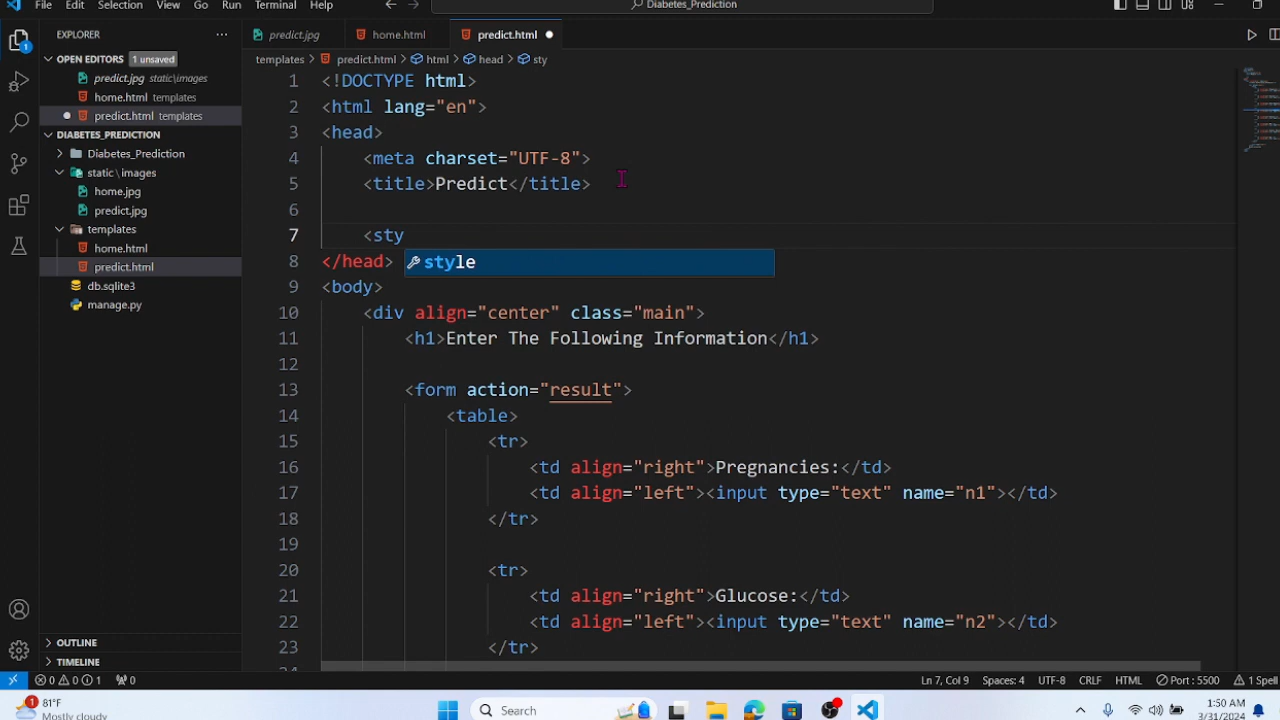 File Edit Selection View Go Run Terminal Help
Diabetes_Prediction
EXPLORER
predict.jpg
home.html
predict.html
OPEN EDITORS 1 unsaved
templates > predict.html > html > head > sty
predict.jpg static\images
home.html templates
predict.html templates
DIABETES_PREDICTION
Diabetes_Prediction
static \ images
home.jpg
predict.jpg
templates
home.html
predict.html
db.sqlite3
manage.py
OUTLINE
TIMELINE
1 <!DOCTYPE html>
2 <html lang="en">
3 <head>
4 <meta charset="UTF-8">
5 <title>Predict</title>
6
7 <sty
style
8 </head>
9 <body>
10 <div align="center" class="main">
11 <h1>Enter The Following Information</h1>
12
13 <form action="result">
14 <table>
15 <tr>
16 <td align="right">Pregnancies:</td>
17 <td align="left"><input type="text" name="n1"></td>
18 </tr>
19
20 <tr>
21 <td align="right">Glucose:</td>
22 <td align="left"><input type="text" name="n2"></td>
23 </tr>
0 0 1 0
Ln 7, Col 9 Spaces: 4 UTF-8 CRLF HTML Port : 5500 1 Spell
1
81°F
Mostly cloudy
Search
1:50 AM
3/31/2024